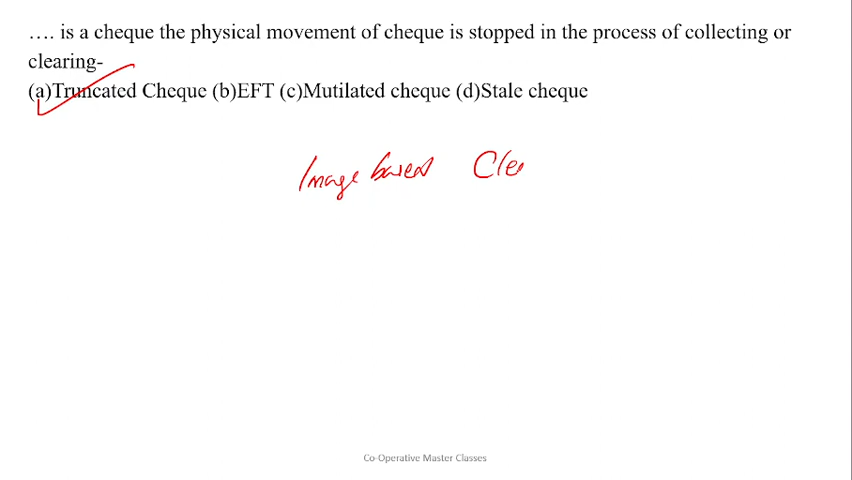 …. is a cheque the physical movement of cheque is stopped in the process of collecting or
clearing-
(a)Truncated Cheque (b)EFT (c)Mutilated cheque (d)Stale cheque
Image based Cle
Co-Operative Master Classes